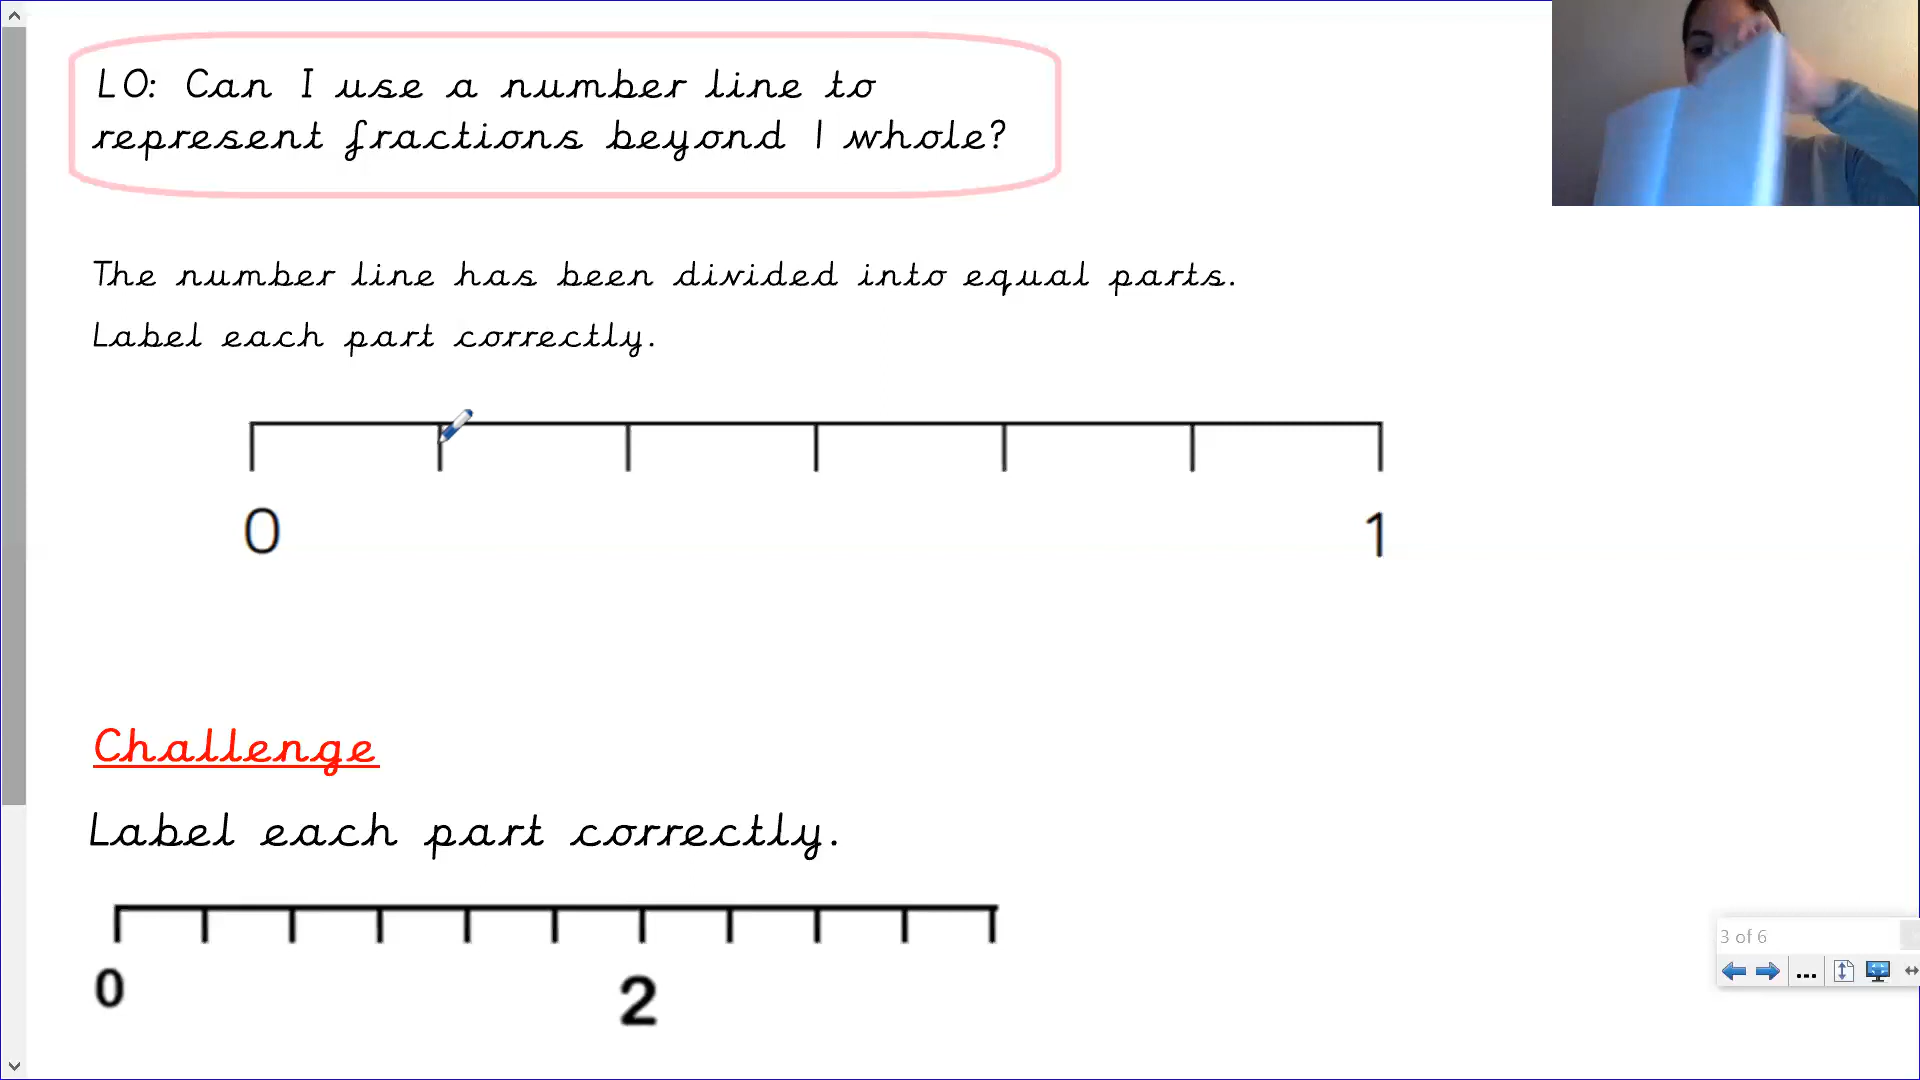 LO: Can I use a number line to
represent fractions beyond 1 whole?
The number line has been divided into equal parts.
Label each part correctly.
0 1
Challenge
Label each part correctly.
0 2
3 of 6
...